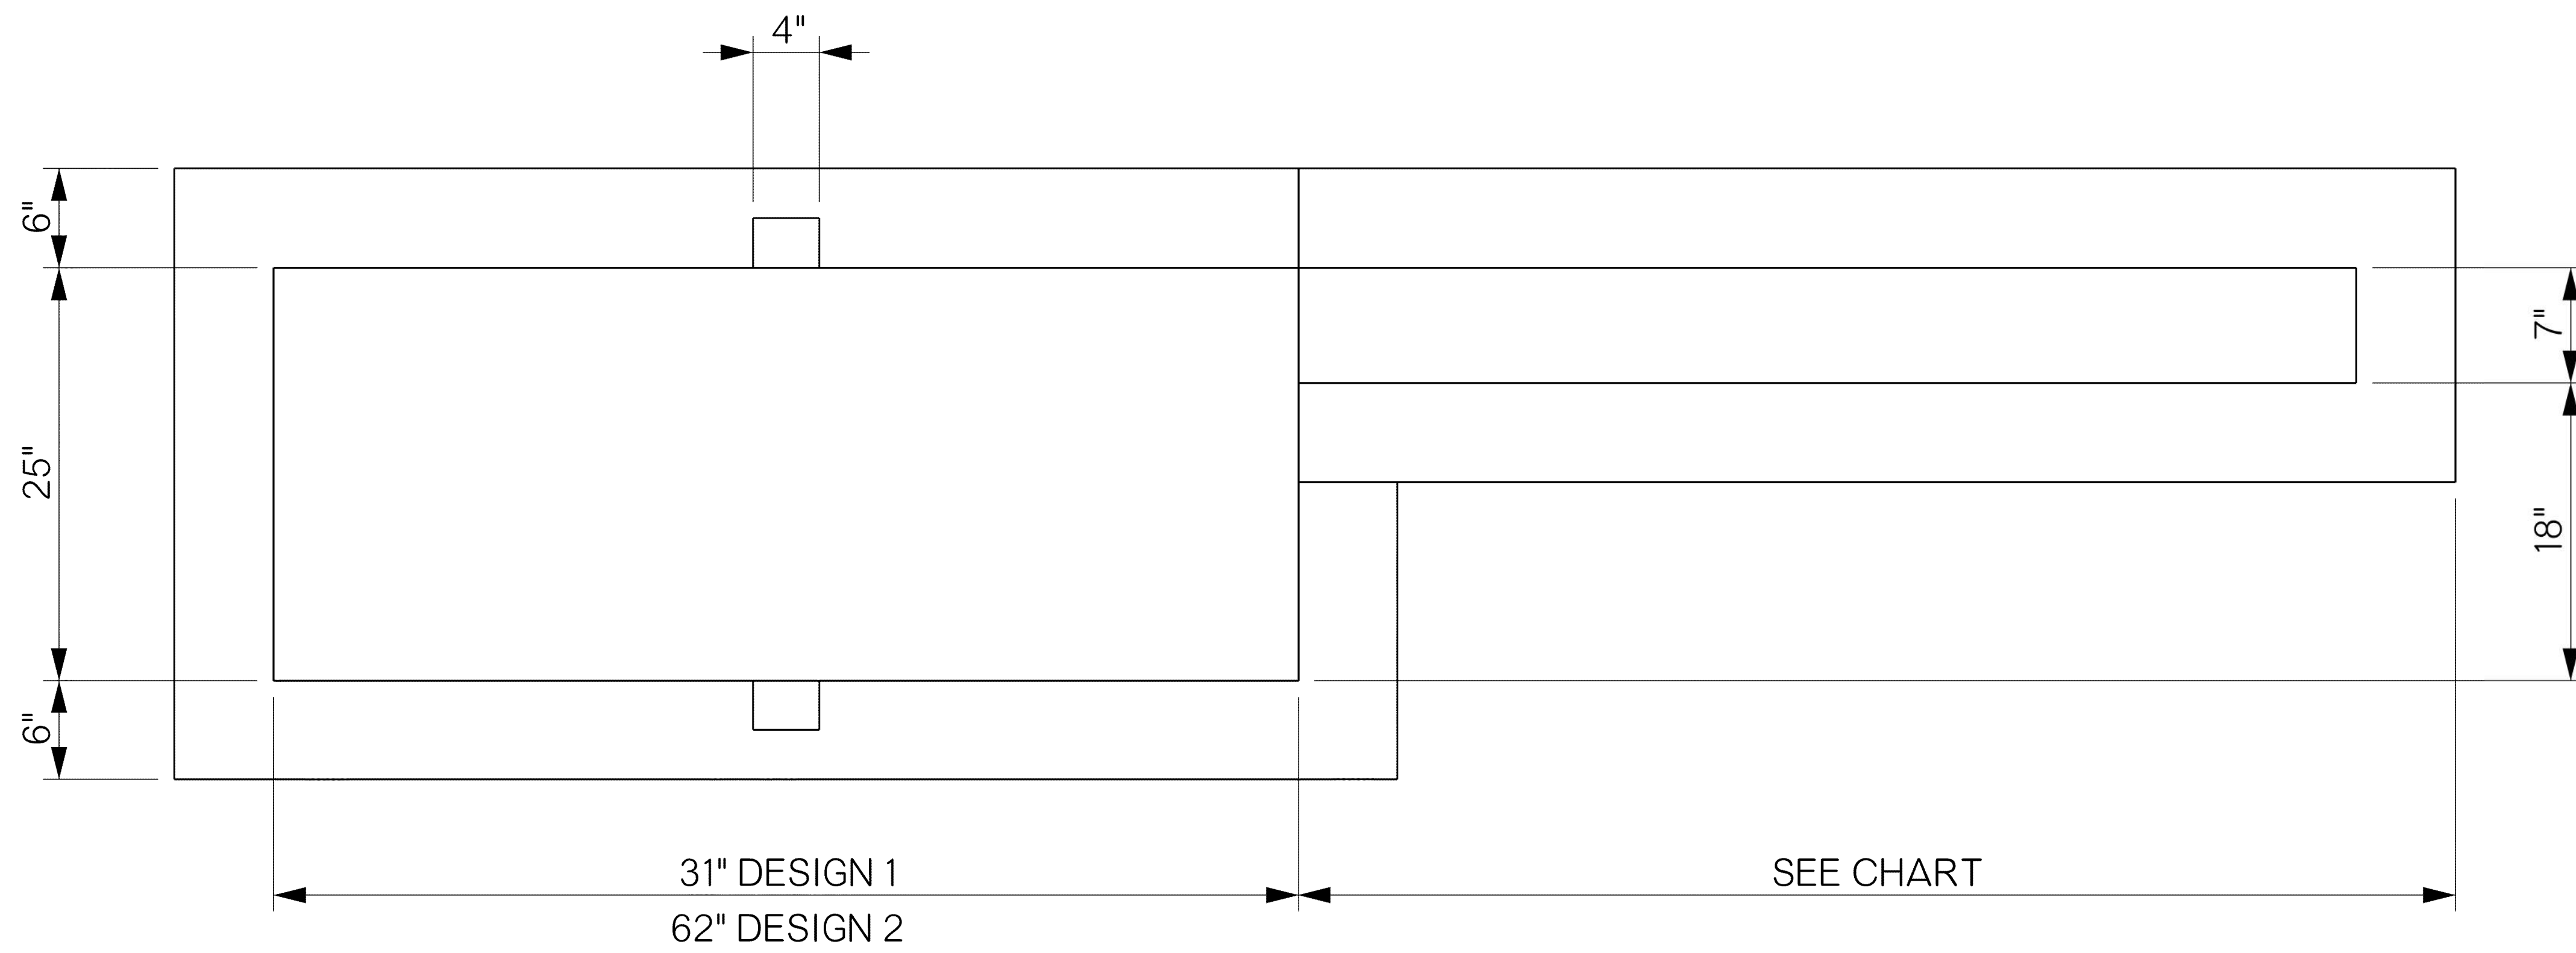 4"
6"
25"
6"
7"
18"
31" DESIGN 1
62" DESIGN 2
SEE CHART